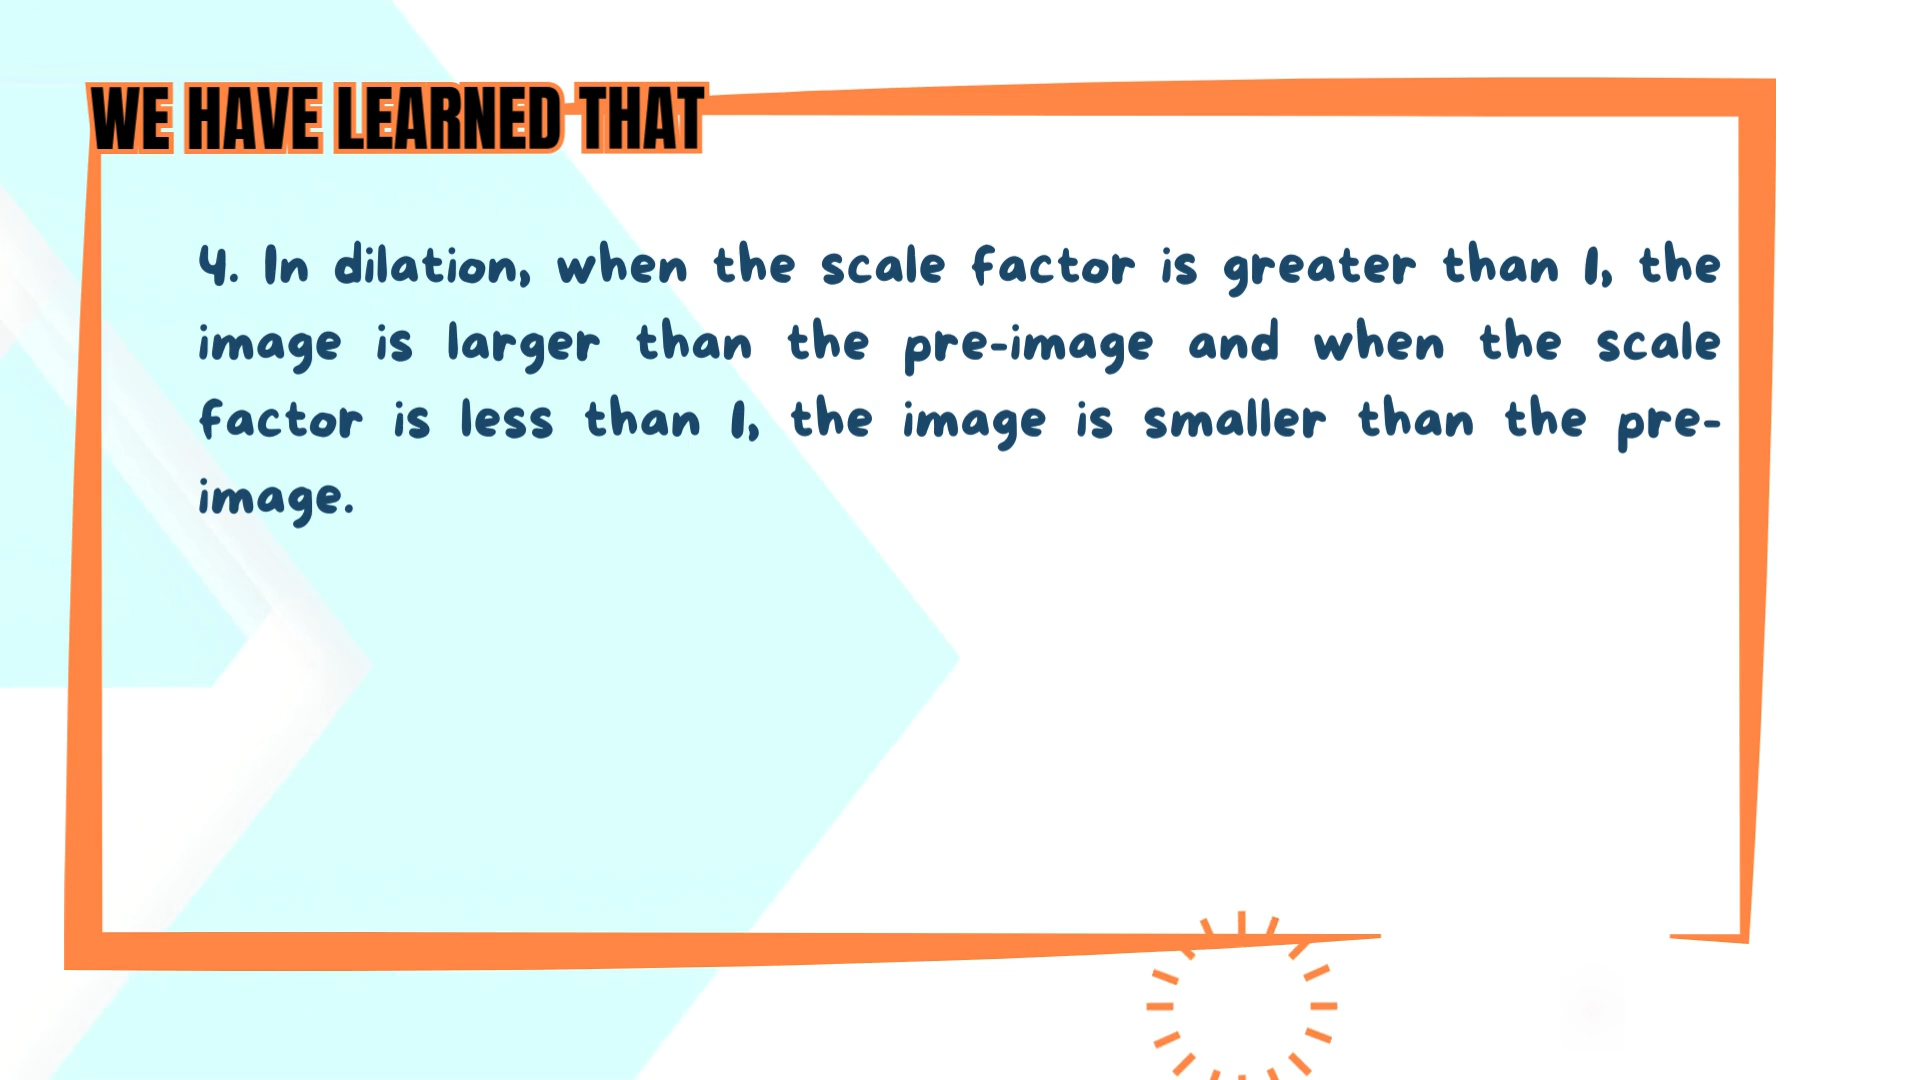 WE HAVE LEARNED THAT
4. In dilation, when the scale factor is greater than 1, the
image is larger than the pre-image and when the scale
factor is less than 1, the image is smaller than the pre-
image.